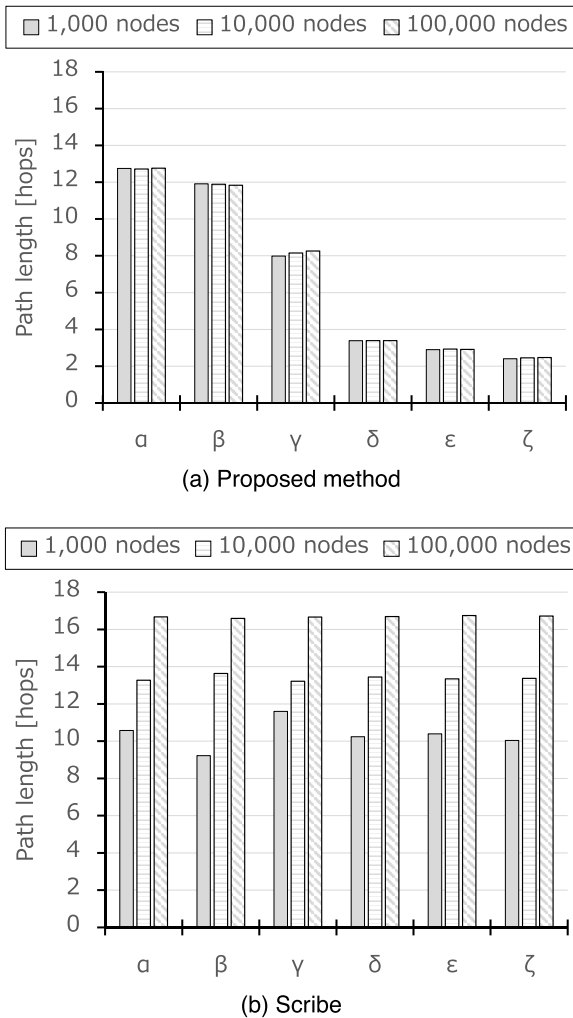 1,000 nodes 10,000 nodes 100,000 nodes
18
16
14
12
10
8
6
4
2
0
Path length [hops]
α β γ δ ε ζ
(a) Proposed method
1,000 nodes 10,000 nodes 100,000 nodes
18
16
14
12
10
8
6
4
2
0
Path length [hops]
α β γ δ ε ζ
(b) Scribe